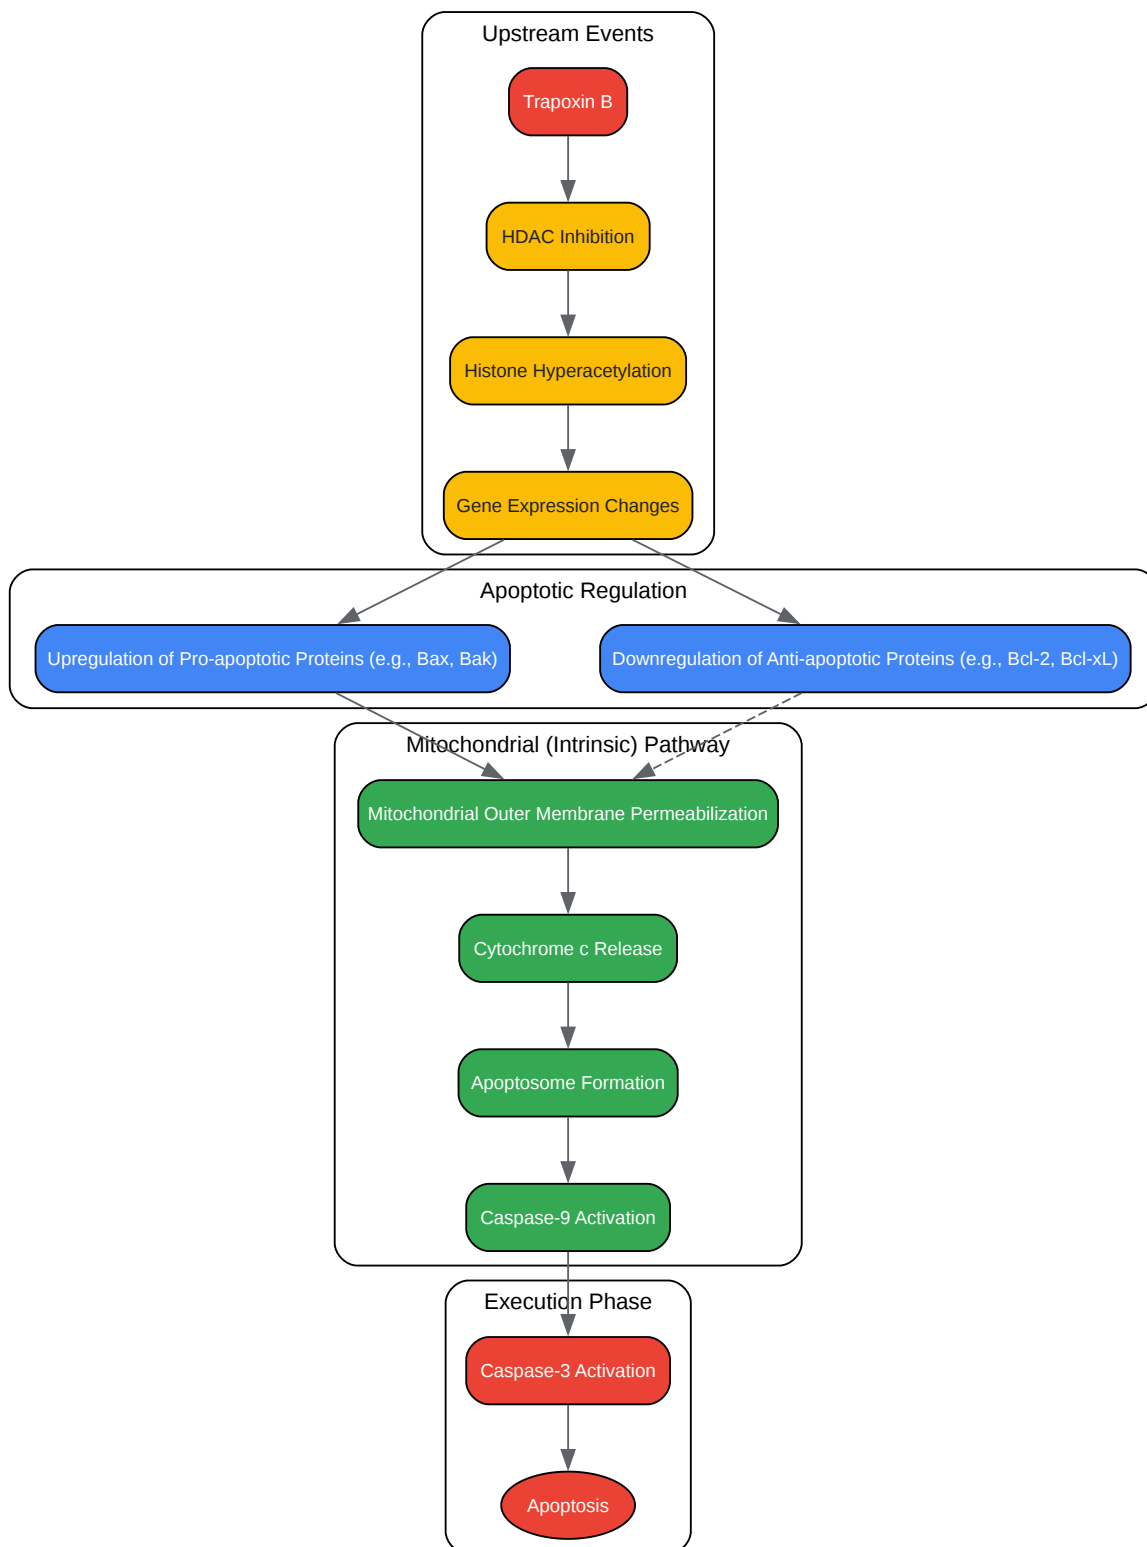 Upstream Events
Trapoxin B
HDAC Inhibition
Histone Hyperacetylation
Gene Expression Changes
Apoptotic Regulation
Upregulation of Pro-apoptotic Proteins (e.g., Bax, Bak)
Downregulation of Anti-apoptotic Proteins (e.g., Bcl-2, Bcl-xL)
Mitochondrial (Intrinsic) Pathway
Mitochondrial Outer Membrane Permeabilization
Cytochrome c Release
Apoptosome Formation
Caspase-9 Activation
Execution Phase
Caspase-3 Activation
Apoptosis